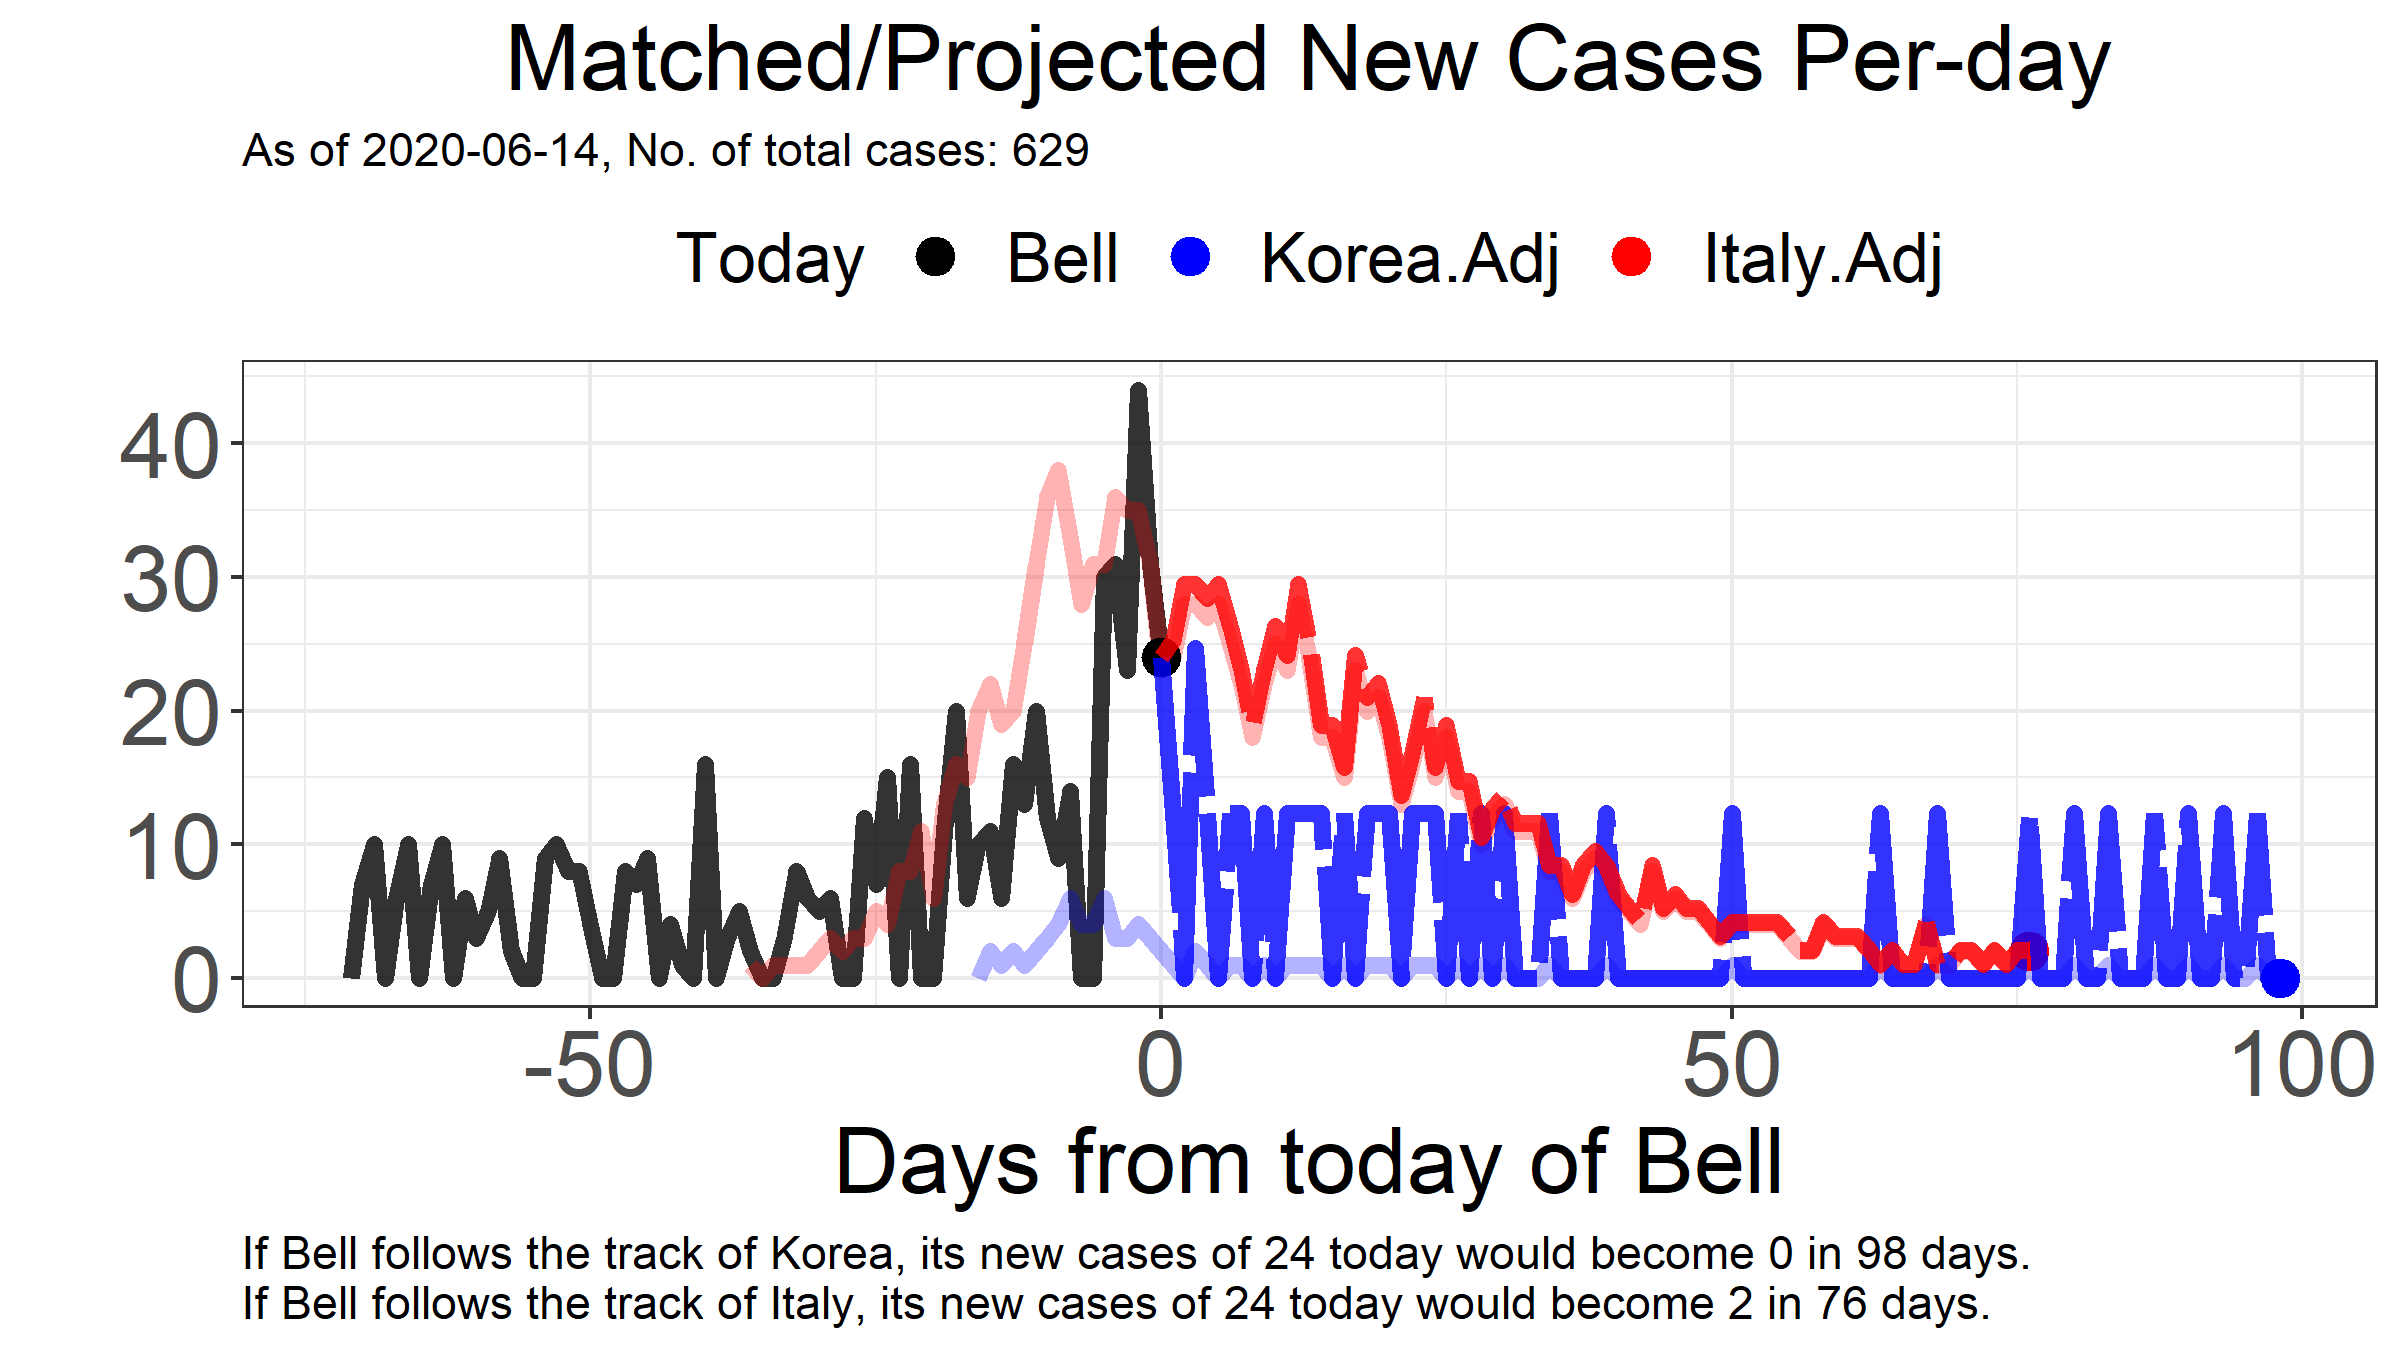 Matched/Projected New Cases Per-day
As of 2020-06-14, No. of total cases: 629
Today Bell Korea.Adj Italy.Adj
40
30
20
10
0
-50 0 50 100
Days from today of Bell
If Bell follows the track of Korea, its new cases of 24 today would become 0 in 98 days.
If Bell follows the track of Italy, its new cases of 24 today would become 2 in 76 days.